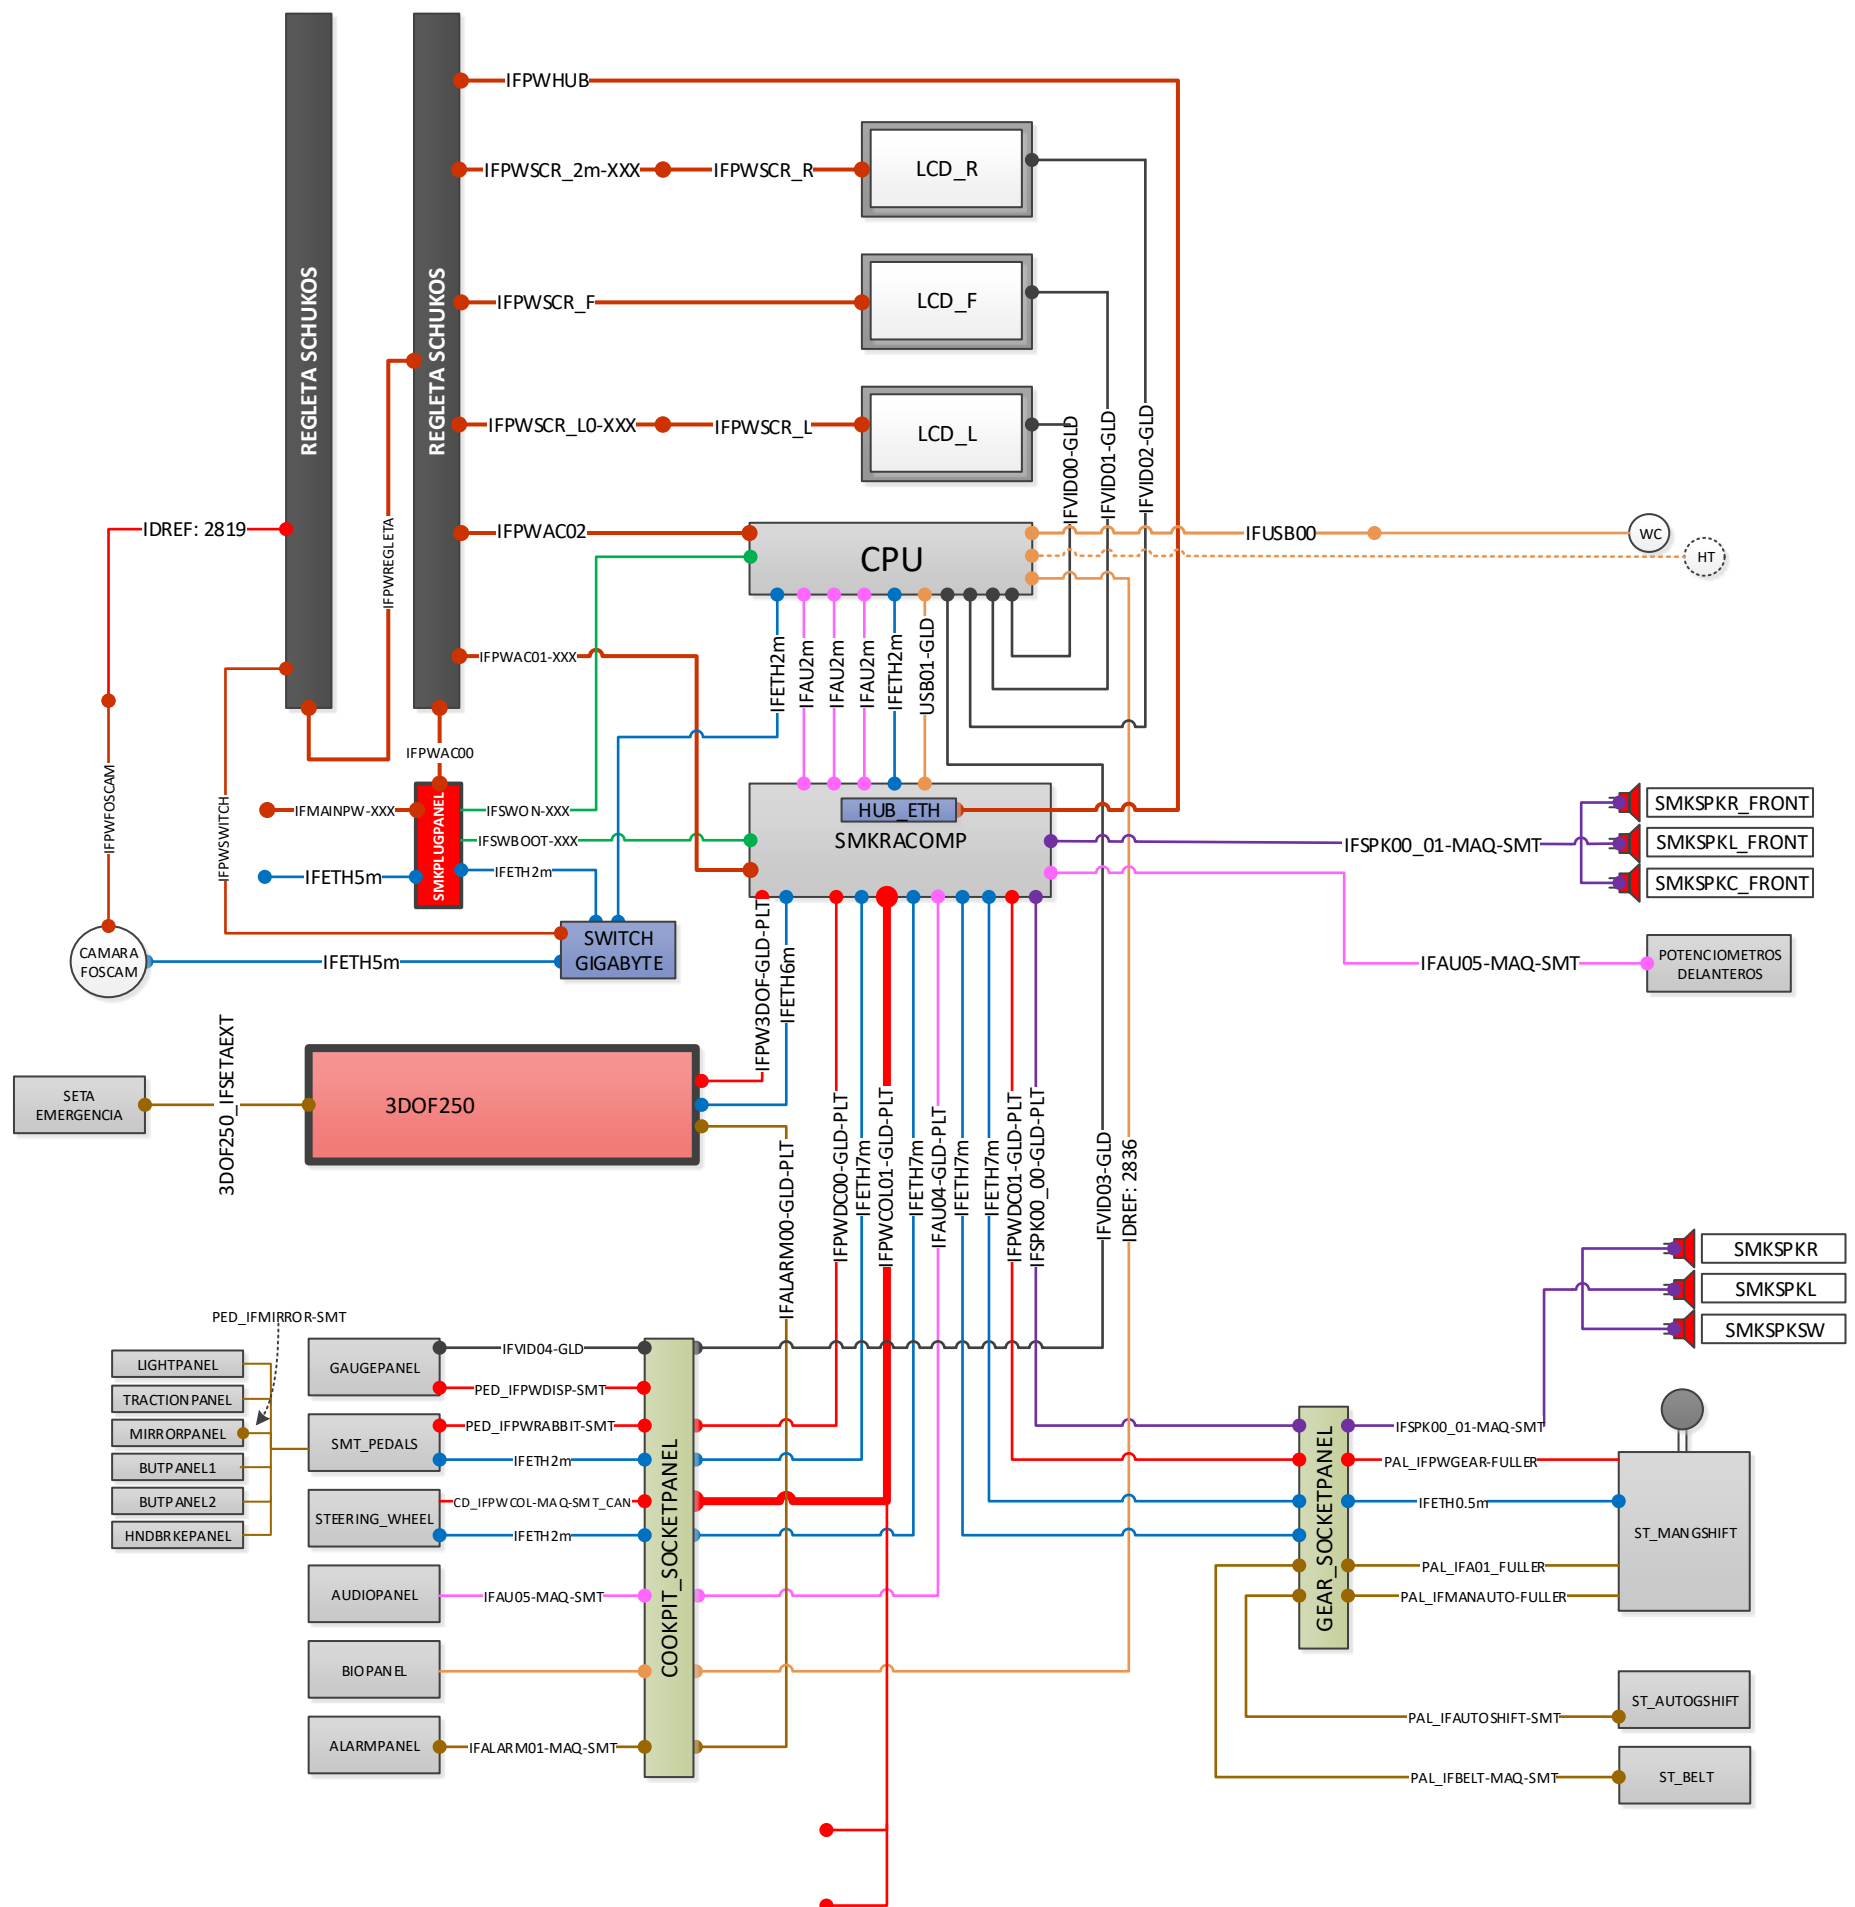 IFPWHUB
IFPWSCR_2m-XXX
IFPWSCR_R
LCD_R
REGLETA SCHUKOS
REGLETA SCHUKOS
IFPWSCR_F
LCD_F
IFPWSCR_L0-XXX
IFPWSCR_L
LCD_L
IFVID00-GLD
IFVID01-GLD
IFVID02-GLD
IDREF: 2819
IFPWREGLETA
IFPWAC02
CPU
IFUSB00
WC
HT
IFPWAC01-XXX
IFETH2m
IFAU2m
IFAU2m
IFAU2m
IFETH2m
USB01-GLD
IFPWAC00
IFPWFOSCAM
IFPWSWITCH
IFMAINPW-XXX
SMKPLUGPANEL
IFSWON-XXX
IFSWBOOT-XXX
IFETH5m
IFETH2m
HUB_ETH
SMKRACOMP
IFSPK00_01-MAQ-SMT
SMKSPKR_FRONT
SMKSPKL_FRONT
SMKSPKC_FRONT
CAMARA
FOSCAM
IFETH5m
SWITCH
GIGABYTE
IFAU05-MAQ-SMT
POTENCIOMETROS
DELANTEROS
IFPW3DOF-GLD-PLT
IFETH6m
SETA
EMERGENCIA
3DOF250_IFSETAEXT
3DOF250
IFALARM00-GLD-PLT
IFPWDC00-GLD-PLT
IFETH7m
IFPWCOL01-GLD-PLT
IFETH7m
IFAU04-GLD-PLT
IFETH7m
IFETH7m
IFPWDC01-GLD-PLT
IFSPK00_00-GLD-PLT
IFVID03-GLD
IDREF: 2836
SMKSPKR
SMKSPKL
SMKSPKSW
PED_IFMIRROR-SMT
LIGHTPANEL
TRACTIONPANEL
MIRRORPANEL
BUTPANEL1
BUTPANEL2
HNDBRKEPANEL
GAUGEPANEL
IFVID04-GLD
PED_IFPWDISP-SMT
SMT_PEDALS
PED_IFPWRABBIT-SMT
IFETH2m
STEERING_WHEEL
CD_IFPWCOL-MAQ-SMT_CAN
IFETH2m
AUDIOPANEL
IFAU05-MAQ-SMT
BIOPANEL
ALARMPANEL
IFALARM01-MAQ-SMT
COOKPIT_SOCKETPANEL
GEAR_SOCKETPANEL
IFSPK00_01-MAQ-SMT
PAL_IFPWGEAR-FULLER
IFETH0.5m
ST_MANGSHIFT
PAL_IFA01_FULLER
PAL_IFMANAUTO-FULLER
ST_AUTOGSHIFT
PAL_IFAUTOSHIFT-SMT
PAL_IFBELT-MAQ-SMT
ST_BELT